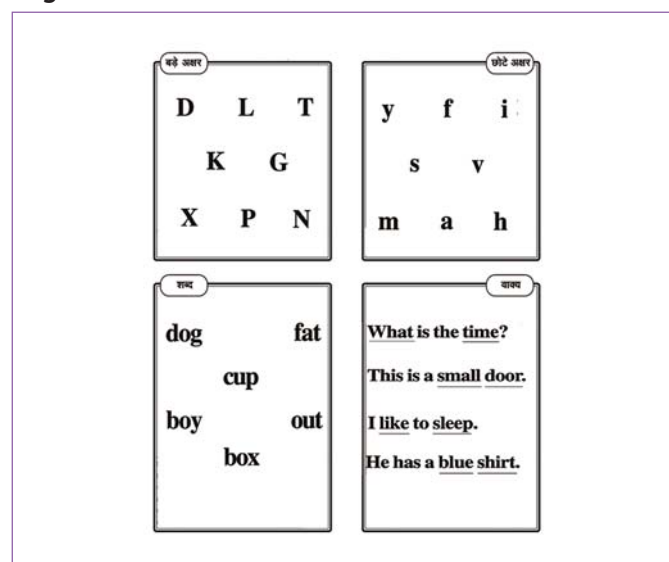 बड़े अक्षर
D L T
K G
X P N
छोटे अक्षर
y f i
s v
m a h
शब्द
dog fat
cup
boy out
box
वाक्य
What is the time?
This is a small door.
I like to sleep.
He has a blue shirt.